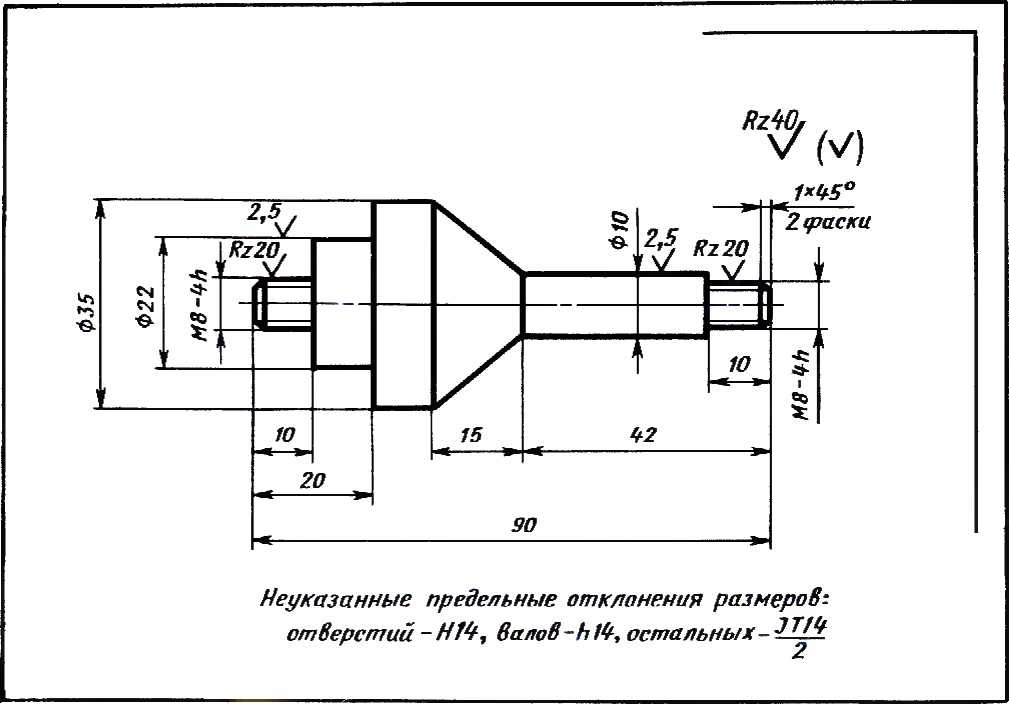 Rz40
(√)
1×45°
2 фаски
2,5
Rz20
ф10
2,5
Rz20
ф35
ф22
М8-4h
10
М8-4h
10
15
42
20
90
Неуказанные предельные отклонения размеров:
отверстий-Н14, валов-h14, остальных-JT14/2